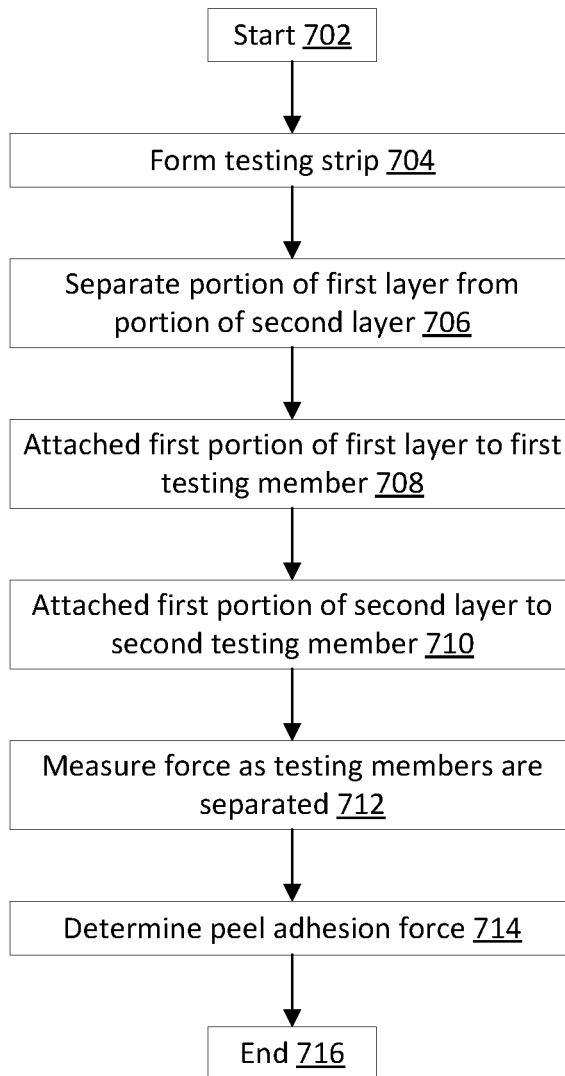 Start 702
Form testing strip 704
Separate portion of first layer from
portion of second layer 706
Attached first portion of first layer to first
testing member 708
Attached first portion of second layer to
second testing member 710
Measure force as testing members are
separated 712
Determine peel adhesion force 714
End 716